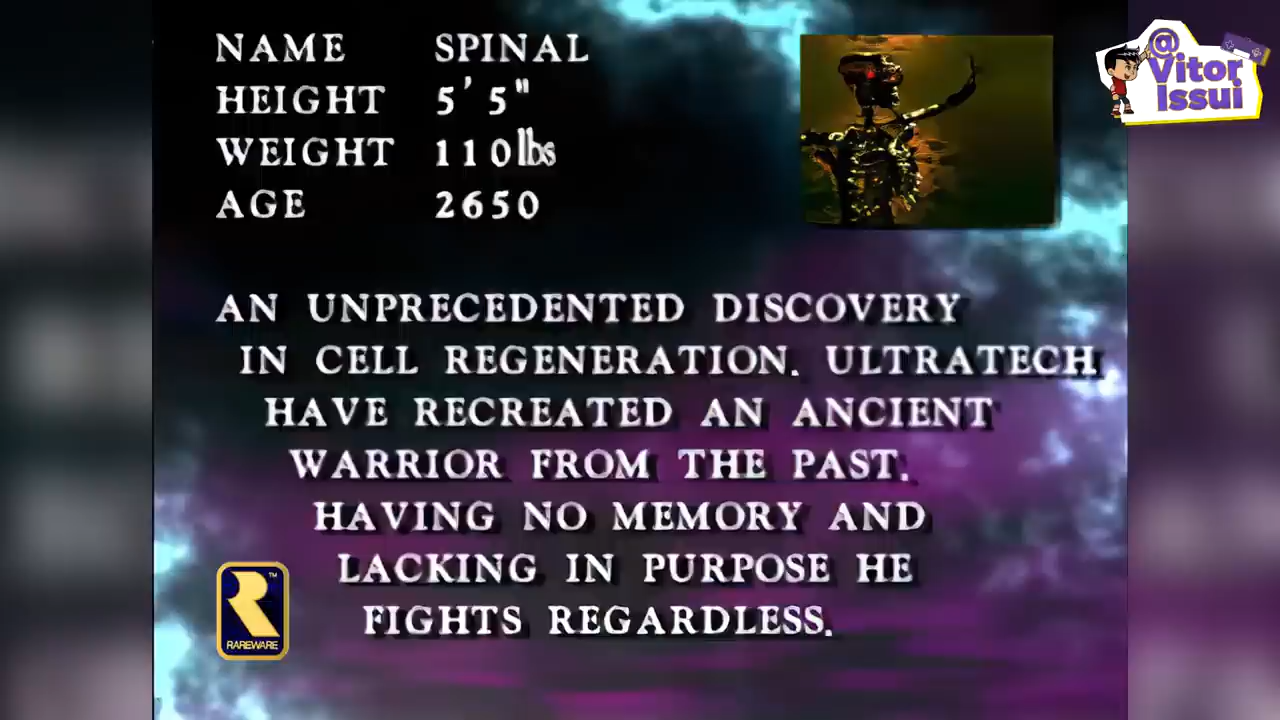 NAME SPINAL
HEIGHT 5'5"
WEIGHT 110lbs
AGE 2650
@
Vitor
Issui
AN UNPRECEDENTED DISCOVERY
IN CELL REGENERATION. ULTRATECH
HAVE RECREATED AN ANCIENT
WARRIOR FROM THE PAST.
HAVING NO MEMORY AND
LACKING IN PURPOSE HE
FIGHTS REGARDLESS.
R™
RAREWARE